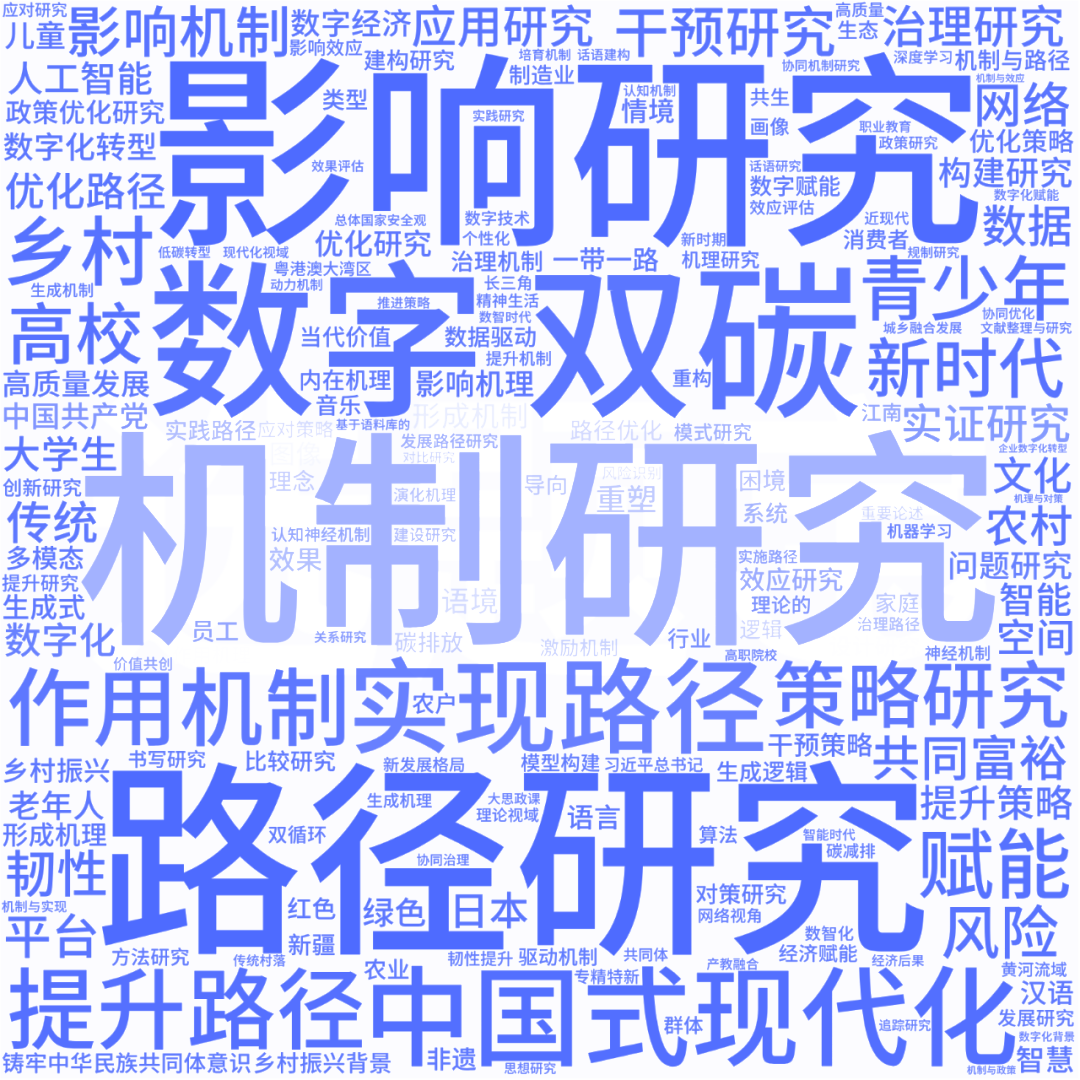 应对研究
儿童
影响机制
数字经济
影响效应
应用研究
建构研究
培育机制
话语建构
干预研究
高质量
生态
治理研究
人工智能
制造业
协同机制研究
深度学习
机制与路径
机制与效应
政策优化研究
影响研究
类型
实践研究
认知机制
情境
共生
画像
职业教育
政策研究
网络
优化策略
数字化转型
效果评估
话语研究
数字赋能
效应评估
构建研究
数字化赋能
优化路径
总体国家安全观
数字技术
个性化
新时期
近现代
消费者
规制研究
数据
乡村
低碳转型
现代化视域
优化研究
治理机制
一带一路
机理研究
生成机制
粤港澳大湾区
动力机制
长三角
精神生活
青少年
高校
数字
双碳
推进策略
数智时代
协同优化
城乡融合发展
文献整理与研究
当代价值
数据驱动
提升机制
高质量发展
内在机理
影响机理
重构
新时代
音乐
中国共产党
实践路径
应对策略
基于语料库的
形成机制
路径优化
模式研究
江南
实证研究
大学生
图像
发展路径研究
对比研究
风险识别
企业数字化转型
创新研究
机制研究
理念
演化机理
导向
重塑
困境
文化
机理与对策
传统
认知神经机制
建设研究
系统
重要论述
机器学习
农村
多模态
效果
实施路径
问题研究
提升研究
效应研究
生成式
语境
理论的
家庭
智能
数字化
员工
关系研究
碳排放
激励机制
行业
逻辑
治理路径
空间
高职院校
神经机制
价值共创
作用机制
农户
实现路径
策略研究
书写研究
比较研究
新发展格局
模型构建
习近平总书记
干预策略
共同富裕
乡村振兴
生成逻辑
老年人
路径研究
生成机理
大思政课
理论视域
语言
提升策略
形成机理
双循环
算法
智能时代
碳减排
韧性
协同治理
赋能
机制与实现
红色
绿色
日本
对策研究
网络视角
平台
新疆
数智化
风险
方法研究
传统村落
农业
韧性提升
驱动机制
共同体
经济赋能
经济后果
专精特新
产教融合
黄河流域
提升路径
中国式现代化
汉语
群体
追踪研究
发展研究
数字化背景
铸牢中华民族共同体意识
乡村振兴背景
非遗
思想研究
机制与政策
智慧